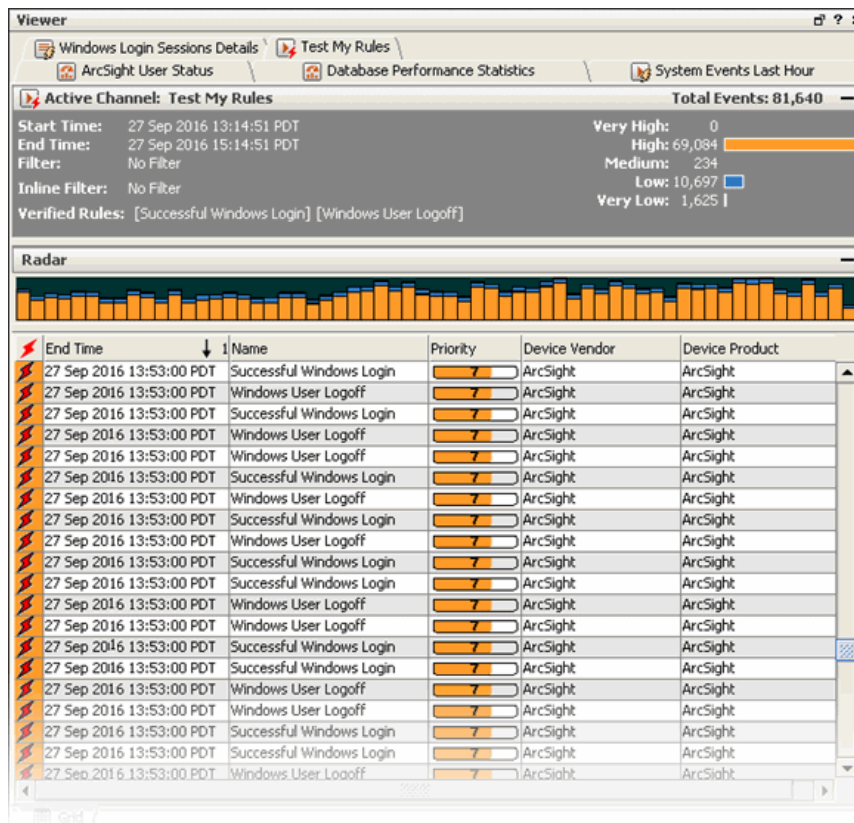 Viewer
Windows Login Sessions Details Test My Rules
ArcSight User Status Database Performance Statistics System Events Last Hour
Active Channel: Test My Rules Total Events: 81,640
Start Time: 27 Sep 2016 13:14:51 PDT Very High: 0
End Time: 27 Sep 2016 15:14:51 PDT High: 69,084
Filter: No Filter Medium: 234
Inline Filter: No Filter Low: 10,697
Verified Rules: [Successful Windows Login] [Windows User Logoff] Very Low: 1,625
Radar
End Time 1 Name Priority Device Vendor Device Product
27 Sep 2016 13:53:00 PDT Successful Windows Login 7 ArcSight ArcSight
27 Sep 2016 13:53:00 PDT Windows User Logoff 7 ArcSight ArcSight
27 Sep 2016 13:53:00 PDT Successful Windows Login 7 ArcSight ArcSight
27 Sep 2016 13:53:00 PDT Windows User Logoff 7 ArcSight ArcSight
27 Sep 2016 13:53:00 PDT Windows User Logoff 7 ArcSight ArcSight
27 Sep 2016 13:53:00 PDT Successful Windows Login 7 ArcSight ArcSight
27 Sep 2016 13:53:00 PDT Windows User Logoff 7 ArcSight ArcSight
27 Sep 2016 13:53:00 PDT Successful Windows Login 7 ArcSight ArcSight
27 Sep 2016 13:53:00 PDT Windows User Logoff 7 ArcSight ArcSight
27 Sep 2016 13:53:00 PDT Successful Windows Login 7 ArcSight ArcSight
27 Sep 2016 13:53:00 PDT Successful Windows Login 7 ArcSight ArcSight
27 Sep 2016 13:53:00 PDT Windows User Logoff 7 ArcSight ArcSight
27 Sep 2016 13:53:00 PDT Windows User Logoff 7 ArcSight ArcSight
27 Sep 2016 13:53:00 PDT Successful Windows Login 7 ArcSight ArcSight
27 Sep 2016 13:53:00 PDT Successful Windows Login 7 ArcSight ArcSight
27 Sep 2016 13:53:00 PDT Windows User Logoff 7 ArcSight ArcSight
27 Sep 2016 13:53:00 PDT Windows User Logoff 7 ArcSight ArcSight
27 Sep 2016 13:53:00 PDT Successful Windows Login 7 ArcSight ArcSight
27 Sep 2016 13:53:00 PDT Successful Windows Login 7 ArcSight ArcSight
27 Sep 2016 13:53:00 PDT Windows User Logoff 7 ArcSight ArcSight
Grid